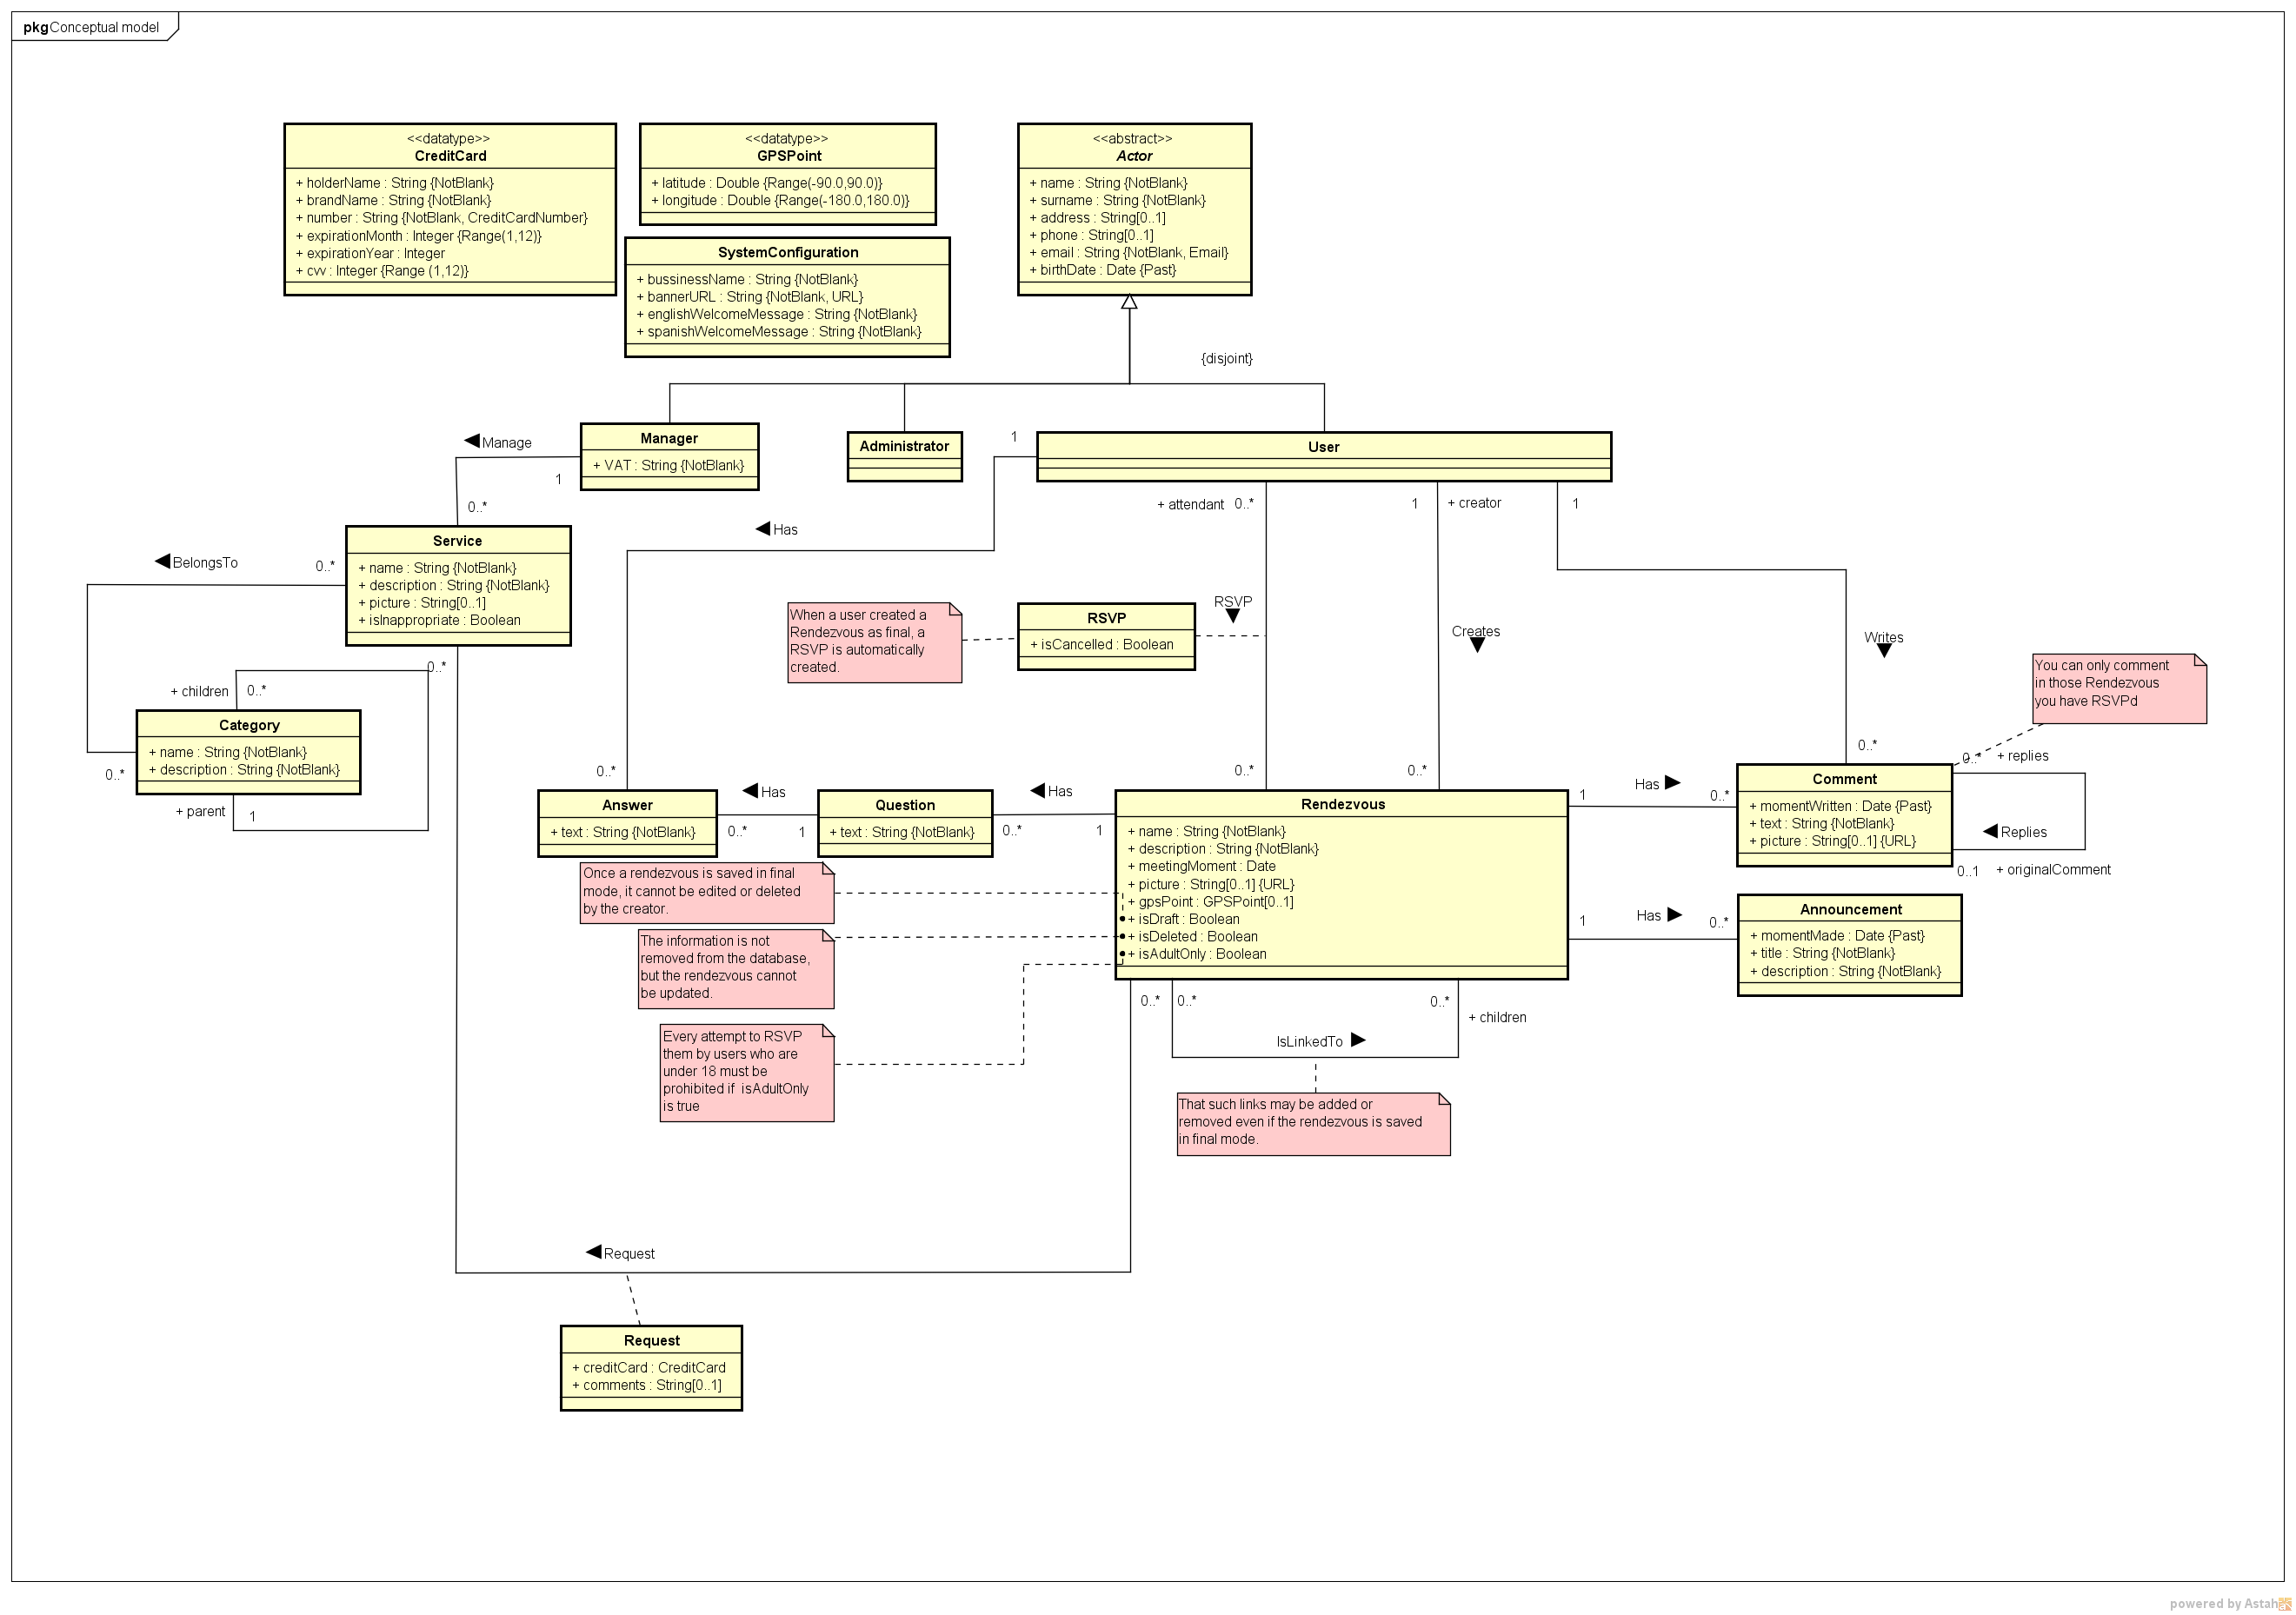 pkg Conceptual model
<<datatype>>
CreditCard
+ holderName : String {NotBlank}
+ brandName : String {NotBlank}
+ number : String {NotBlank, CreditCardNumber}
+ expirationMonth : Integer {Range(1,12)}
+ expirationYear : Integer
+ cvv : Integer {Range (1,12)}
<<datatype>>
GPSPoint
+ latitude : Double {Range(-90.0,90.0)}
+ longitude : Double {Range(-180.0,180.0)}
SystemConfiguration
+ bussinessName : String {NotBlank}
+ bannerURL : String {NotBlank, URL}
+ englishWelcomeMessage : String {NotBlank}
+ spanishWelcomeMessage : String {NotBlank}
<<abstract>>
Actor
+ name : String {NotBlank}
+ surname : String {NotBlank}
+ address : String[0..1]
+ phone : String[0..1]
+ email : String {NotBlank, Email}
+ birthDate : Date {Past}
{disjoint}
Manage
1
0..*
Manager
+ VAT : String {NotBlank}
Administrator
1
User
Has
0..*
+ attendant 0..*
1 + creator
1
Service
+ name : String {NotBlank}
+ description : String {NotBlank}
+ picture : String[0..1]
+ isInappropriate : Boolean
BelongsTo
0..*
0..*
0..*
+ children 0..*
Category
+ name : String {NotBlank}
+ description : String {NotBlank}
+ parent 1
When a user created a
Rendezvous as final, a
RSVP is automatically
created.
RSVP
+ isCancelled : Boolean
RSVP
Creates
Writes
You can only comment
in those Rendezvous
you have RSVPd
0..*
0..*
0..*
0..* + replies
Answer
+ text : String {NotBlank}
Has
0..* 1
Question
+ text : String {NotBlank}
Has
0..* 1
Rendezvous
+ name : String {NotBlank}
+ description : String {NotBlank}
+ meetingMoment : Date
+ picture : String[0..1] {URL}
+ gpsPoint : GPSPoint[0..1]
+ isDraft : Boolean
+ isDeleted : Boolean
+ isAdultOnly : Boolean
Has
1 0..*
Comment
+ momentWritten : Date {Past}
+ text : String {NotBlank}
+ picture : String[0..1] {URL}
Replies
0..1 + originalComment
Has
1 0..*
Announcement
+ momentMade : Date {Past}
+ title : String {NotBlank}
+ description : String {NotBlank}
Once a rendezvous is saved in final
mode, it cannot be edited or deleted
by the creator.
The information is not
removed from the database,
but the rendezvous cannot
be updated.
Every attempt to RSVP
them by users who are
under 18 must be
prohibited if isAdultOnly
is true
0..* 0..* 0..*
+ children
IsLinkedTo
That such links may be added or
removed even if the rendezvous is saved
in final mode.
Request
Request
+ creditCard : CreditCard
+ comments : String[0..1]
powered by Astah